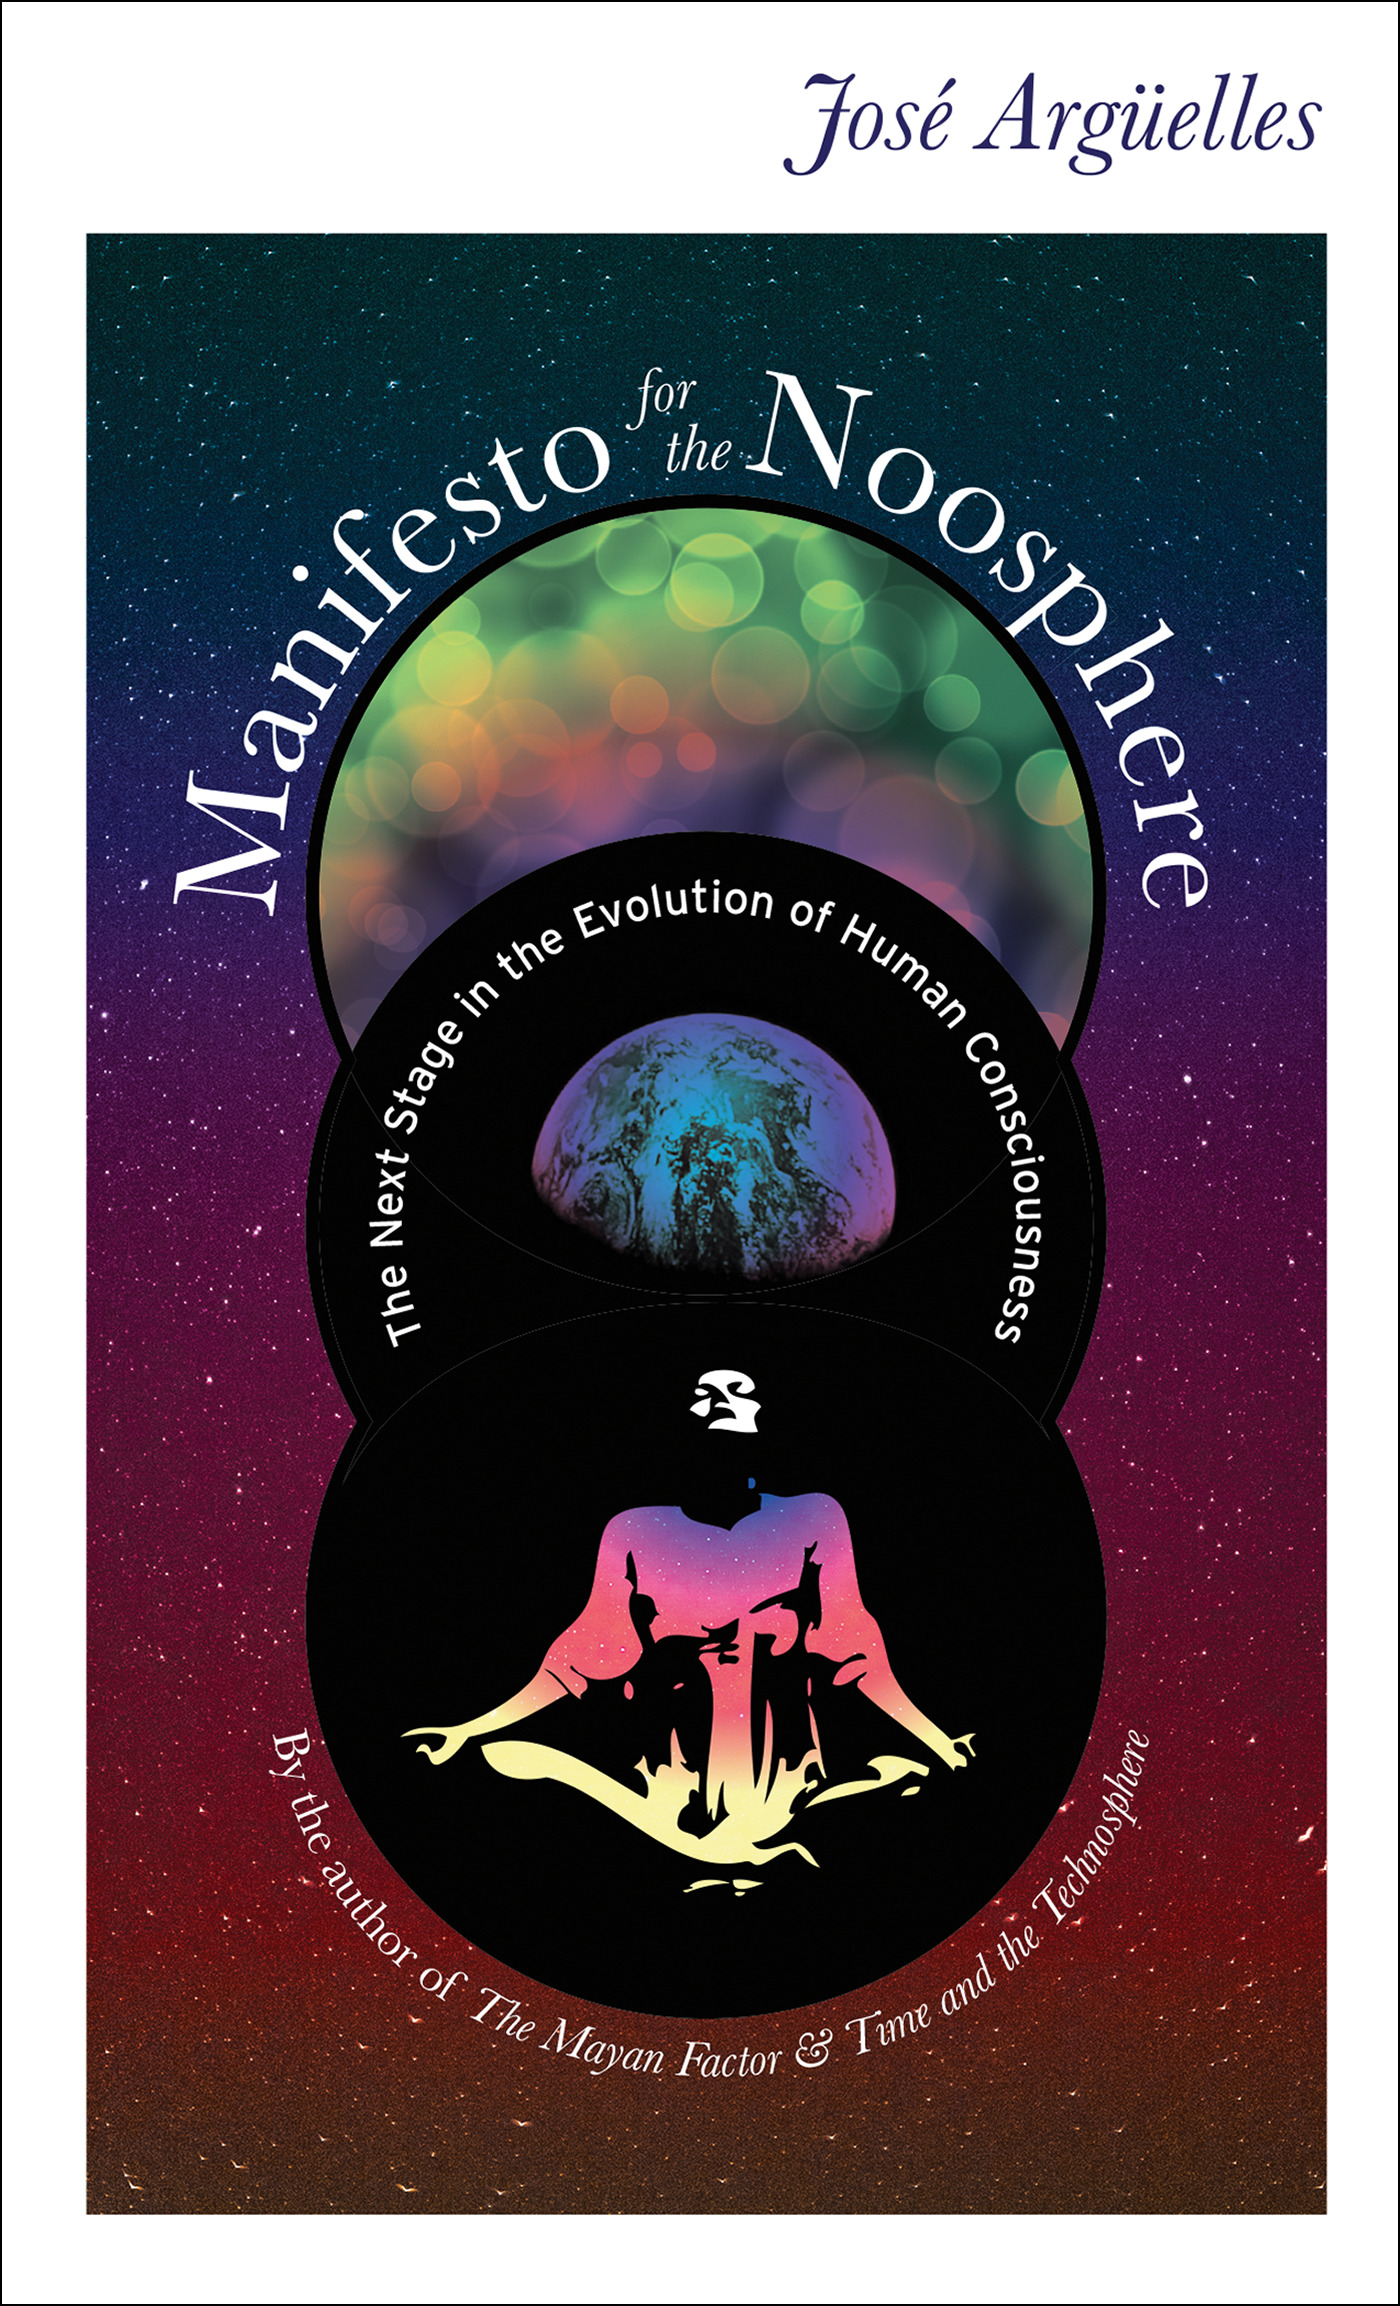 José Argüelles
Manifesto for the Noosphere
The Next Stage in the Evolution of Human Consciousness
By the author of The Mayan Factor & Time and the Technosphere